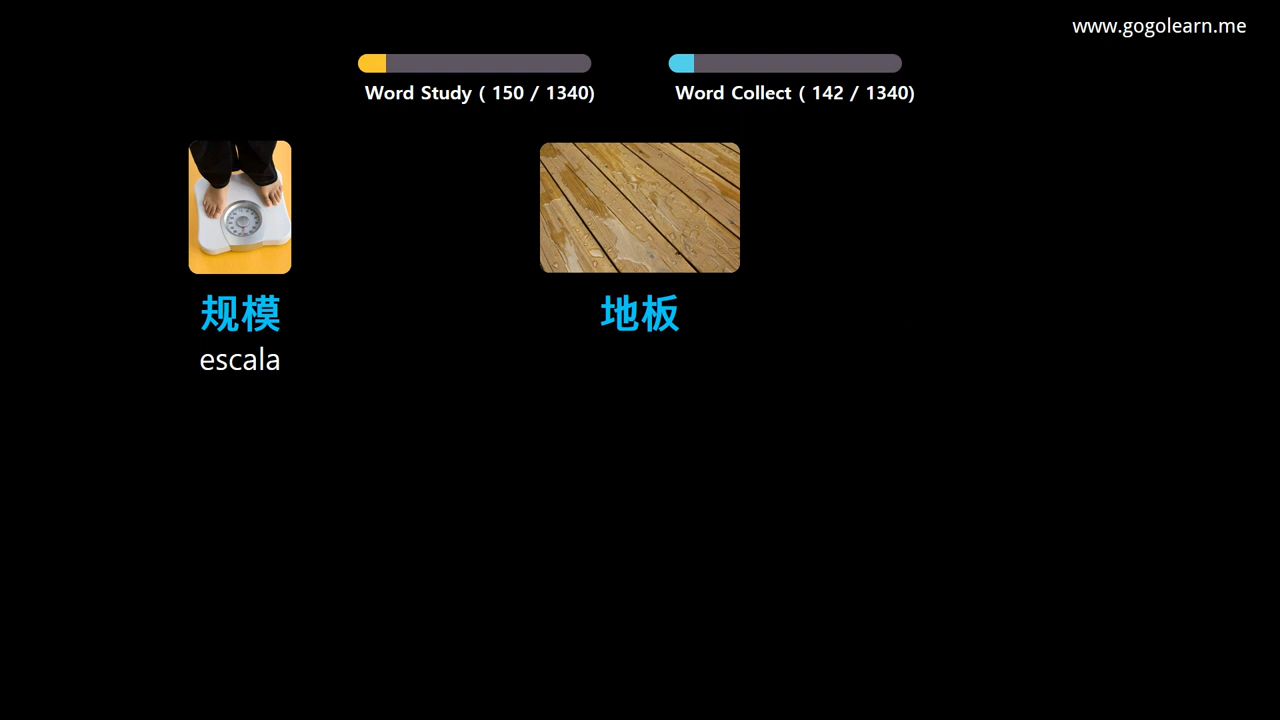 www.gogolearn.me
Word Study ( 150 / 1340)
Word Collect ( 142 / 1340)
规模
地板
escala